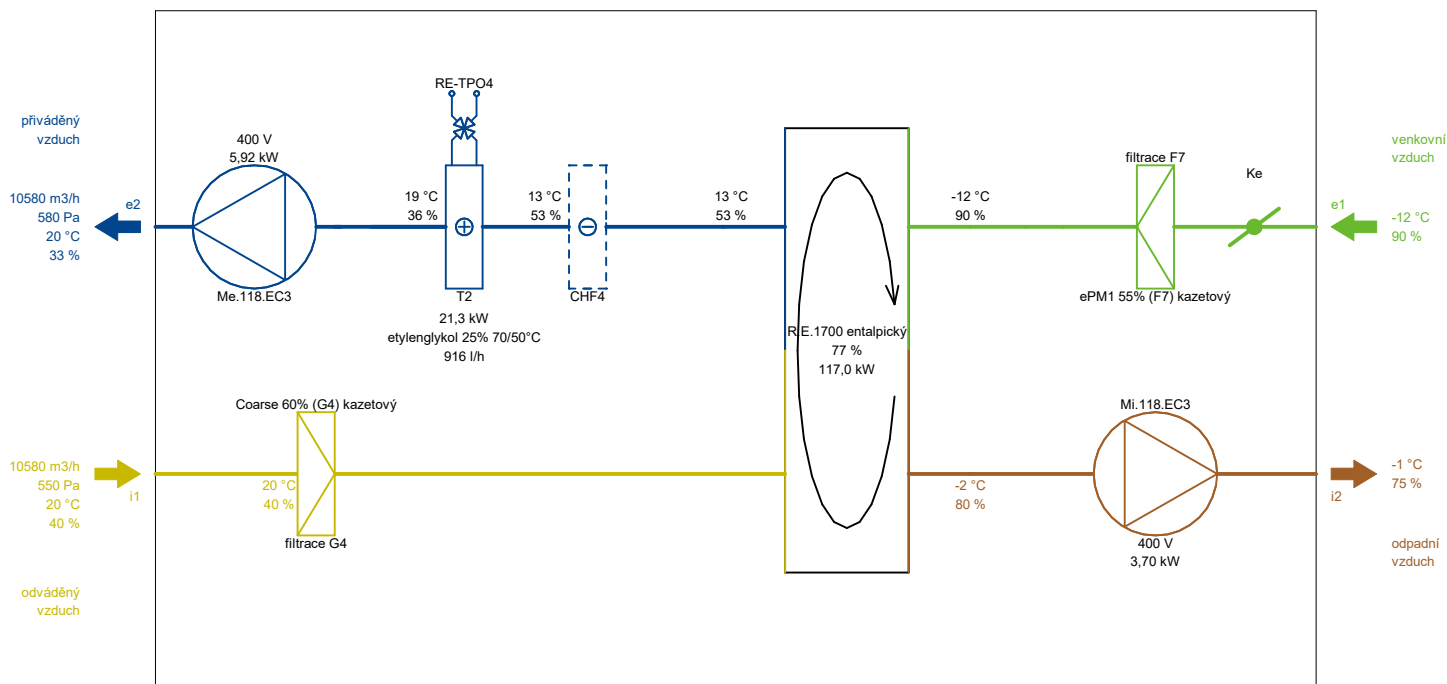 RE-TPO4
přiváděný
vzduch
400 V
5,92 kW
10580 m3/h
580 Pa
20 °C
33 %
e2
Me.118.EC3
19 °C
36 %
T2
21,3 kW
etylenglykol 25% 70/50°C
916 l/h
13 °C
53 %
CHF4
13 °C
53 %
R.E.1700 entalpický
77 %
117,0 kW
-12 °C
90 %
filtrace F7
ePM1 55% (F7) kazetový
Ke
venkovní
vzduch
e1
-12 °C
90 %
10580 m3/h
550 Pa
20 °C
40 %
i1
odváděný
vzduch
Coarse 60% (G4) kazetový
20 °C
40 %
filtrace G4
-2 °C
80 %
Mi.118.EC3
400 V
3,70 kW
-1 °C
75 %
i2
odpadní
vzduch